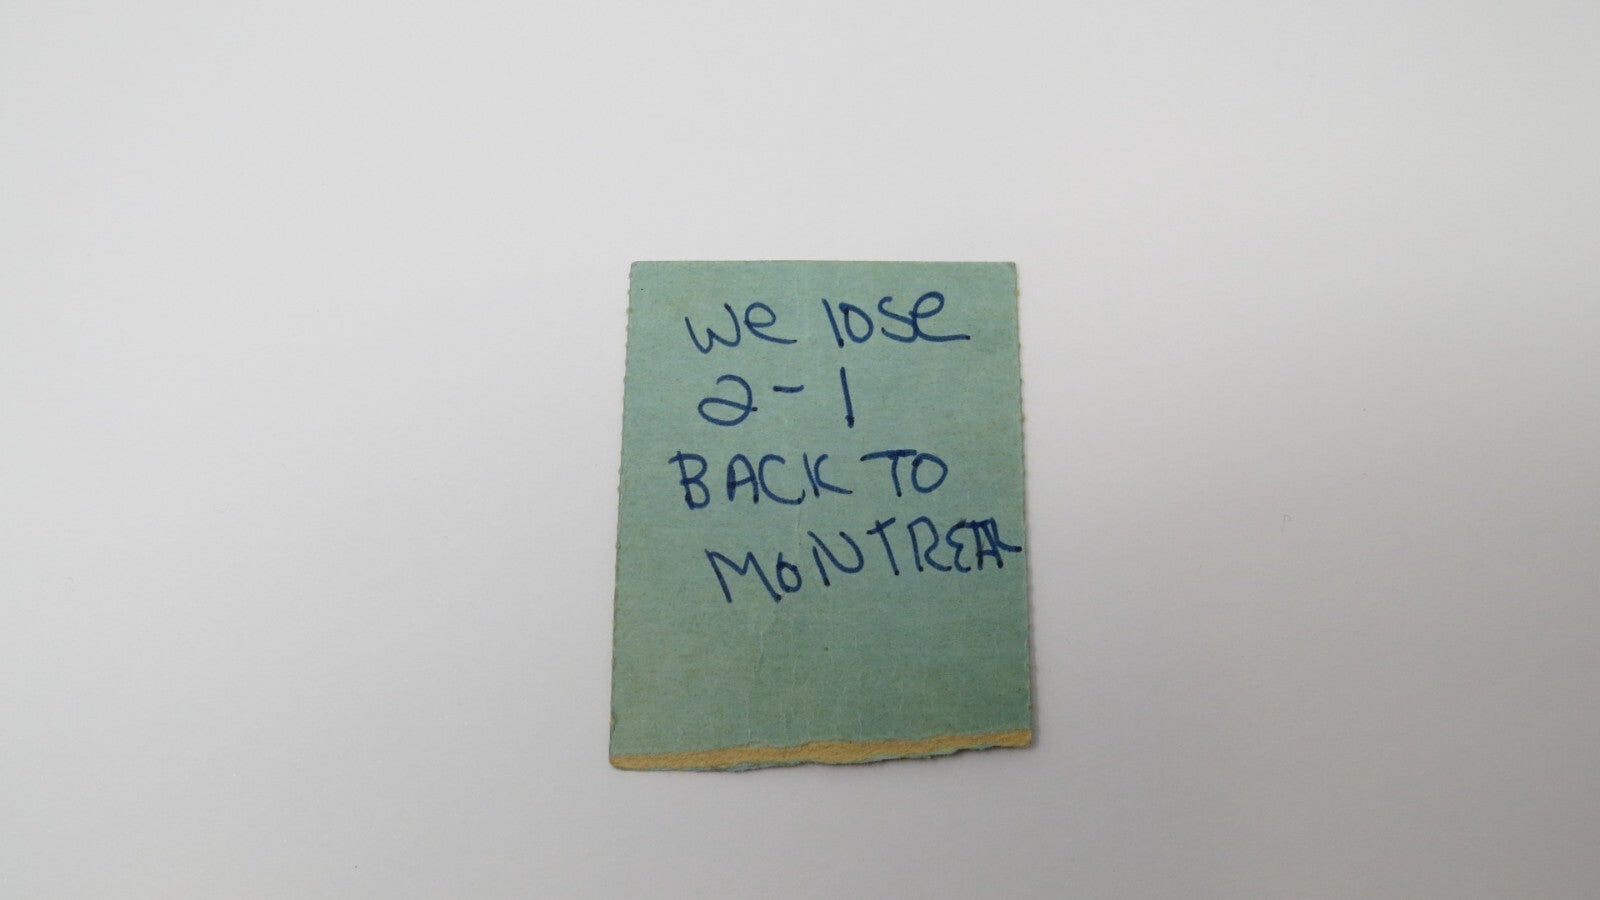 We lose
2-1
BACK TO
MONTREAL